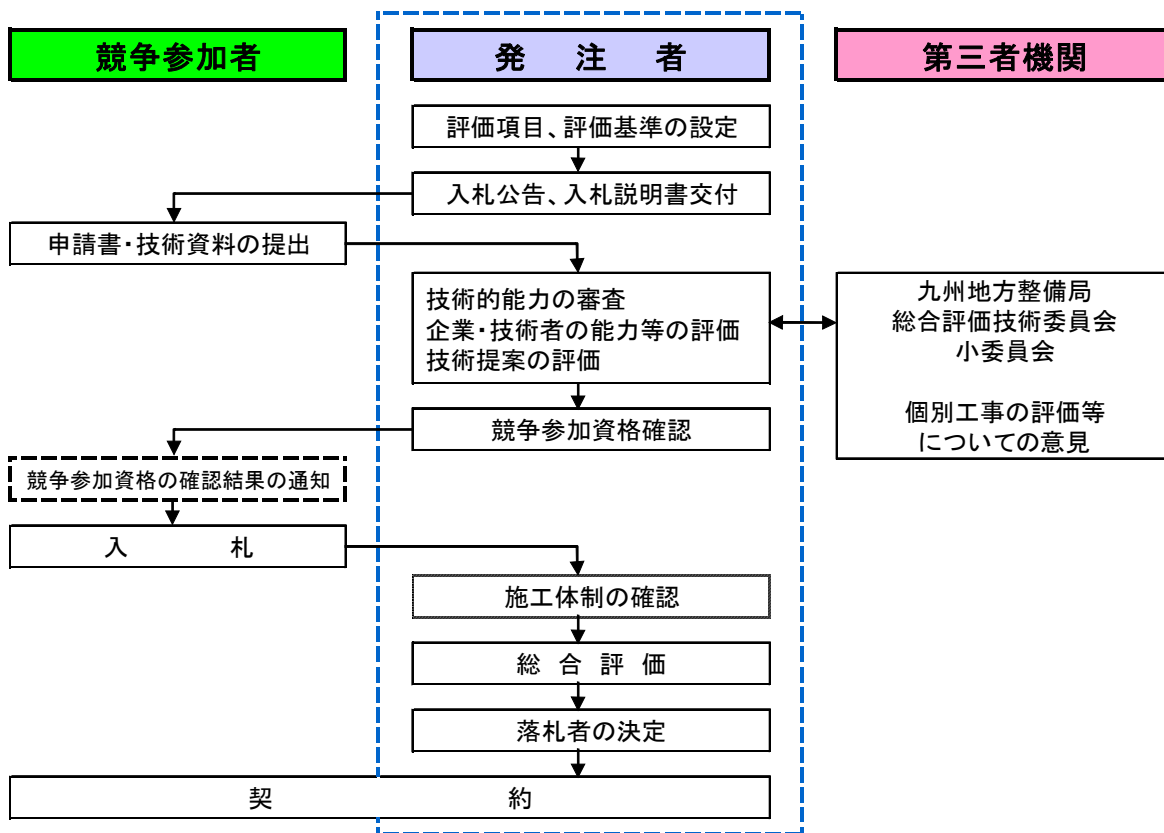 競争参加者
発注者
第三者機関
評価項目、評価基準の設定
入札公告、入札説明書交付
申請書・技術資料の提出
技術的能力の審査
企業・技術者の能力等の評価
技術提案の評価
九州地方整備局
総合評価技術委員会
小委員会
個別工事の評価等
についての意見
競争参加資格確認
競争参加資格の確認結果の通知
入札
施工体制の確認
総合評価
落札者の決定
契約